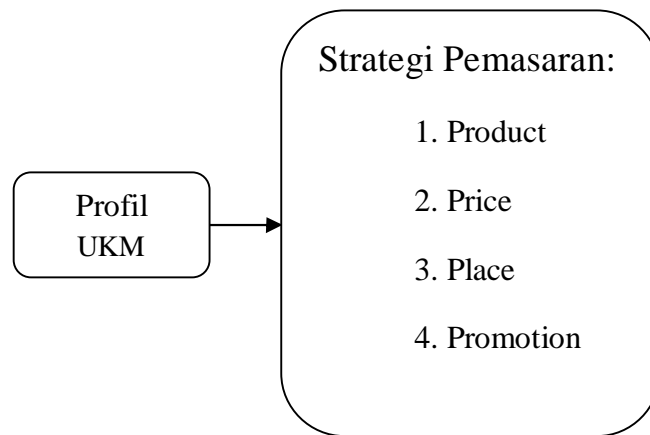 Profil
UKM
Strategi Pemasaran:
1. Product
2. Price
3. Place
4. Promotion